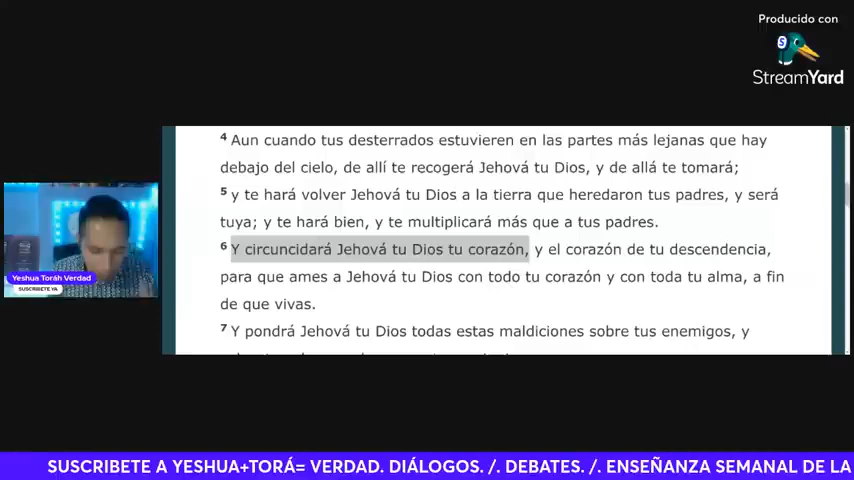 Producido con
StreamYard
4 Aun cuando tus desterrados estuvieren en las partes más lejanas que hay
debajo del cielo, de allí te recogerá Jehová tu Dios, y de allá te tomará;
5 y te hará volver Jehová tu Dios a la tierra que heredaron tus padres, y será
tuya; y te hará bien, y te multiplicará más que a tus padres.
6 Y circuncidará Jehová tu Dios tu corazón, y el corazón de tu descendencia,
para que ames a Jehová tu Dios con todo tu corazón y con toda tu alma, a fin
de que vivas.
7 Y pondrá Jehová tu Dios todas estas maldiciones sobre tus enemigos, y
Yeshua Toráh Verdad
SUSCRIBETE YA
SUSCRIBETE A YESHUA+TORÁ= VERDAD. DIÁLOGOS. /. DEBATES. /. ENSEÑANZA SEMANAL DE LA